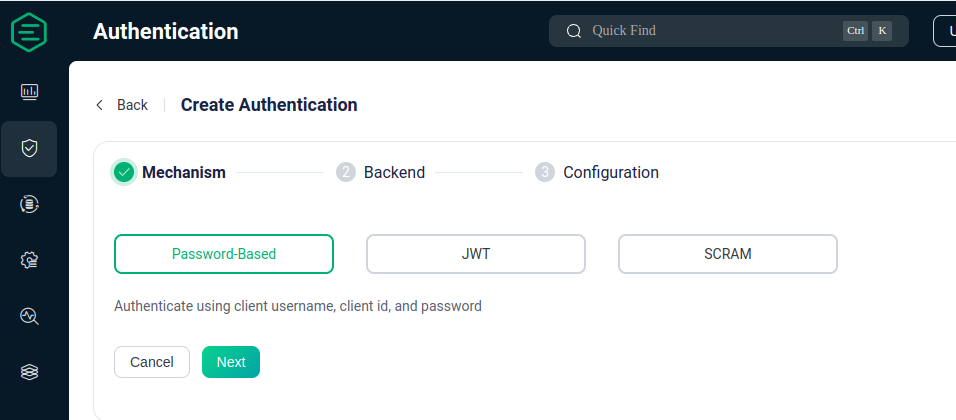 Authentication
Quick Find
Ctrl K
U
Back
Create Authentication
Mechanism
2 Backend
3 Configuration
Password-Based
JWT
SCRAM
Authenticate using client username, client id, and password
Cancel
Next